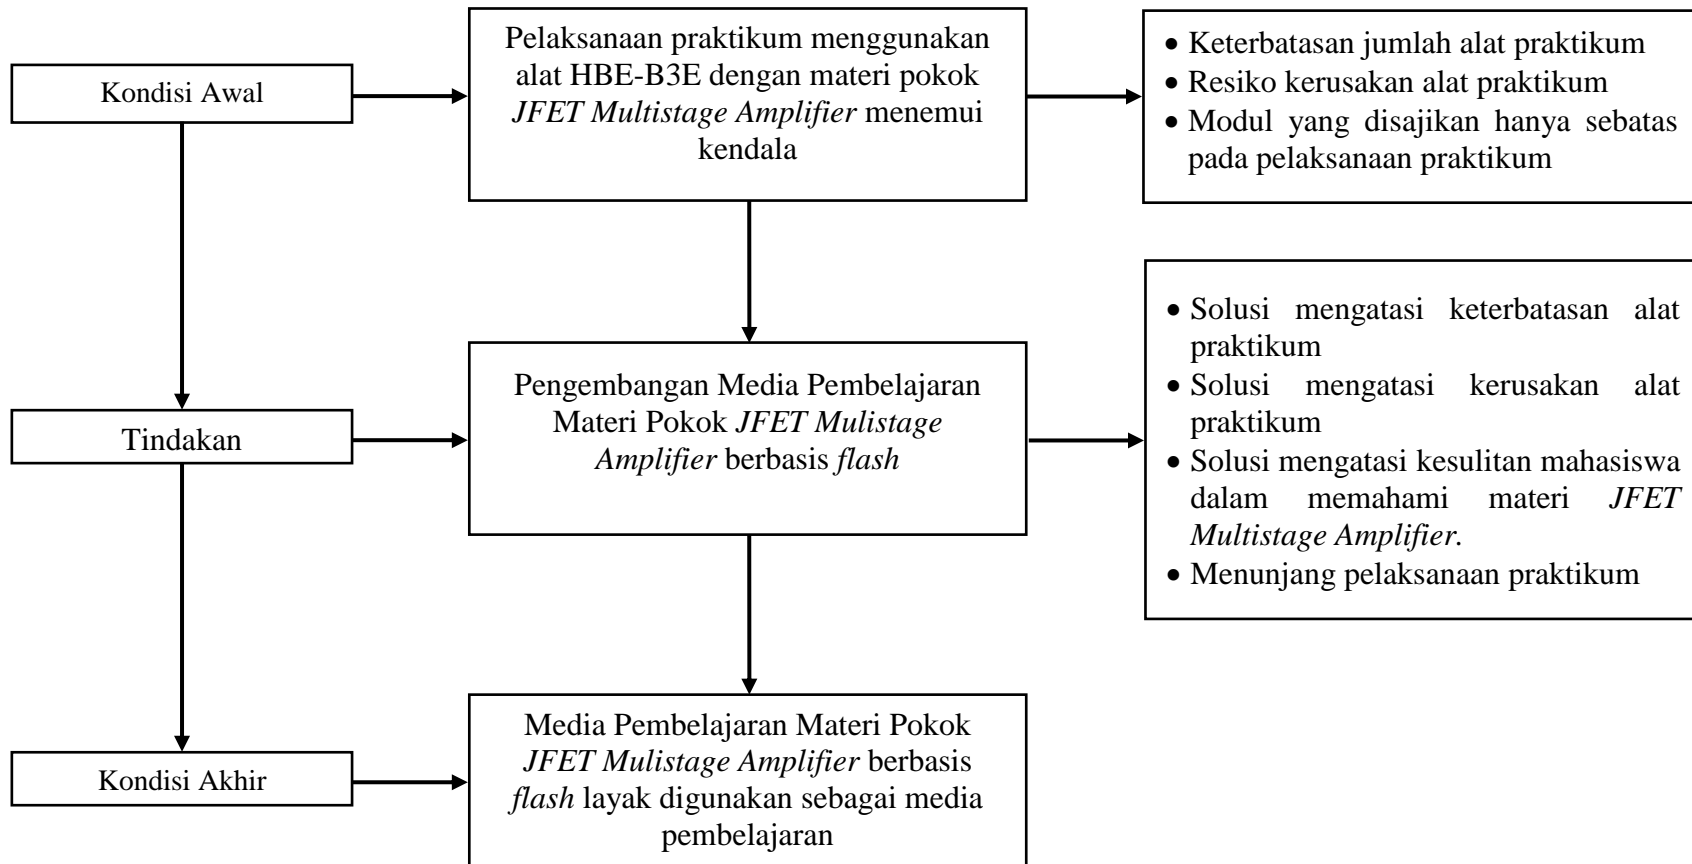 Kondisi Awal
Pelaksanaan praktikum menggunakan
alat HBE-B3E dengan materi pokok
JFET Multistage Amplifier menemui
kendala
• Keterbatasan jumlah alat praktikum
• Resiko kerusakan alat praktikum
• Modul yang disajikan hanya sebatas
pada pelaksanaan praktikum
Tindakan
Pengembangan Media Pembelajaran
Materi Pokok JFET Mulistage
Amplifier berbasis flash
• Solusi mengatasi keterbatasan alat
praktikum
• Solusi mengatasi kerusakan alat
praktikum
• Solusi mengatasi kesulitan mahasiswa
dalam memahami materi JFET
Multistage Amplifier.
• Menunjang pelaksanaan praktikum
Kondisi Akhir
Media Pembelajaran Materi Pokok
JFET Mulistage Amplifier berbasis
flash layak digunakan sebagai media
pembelajaran